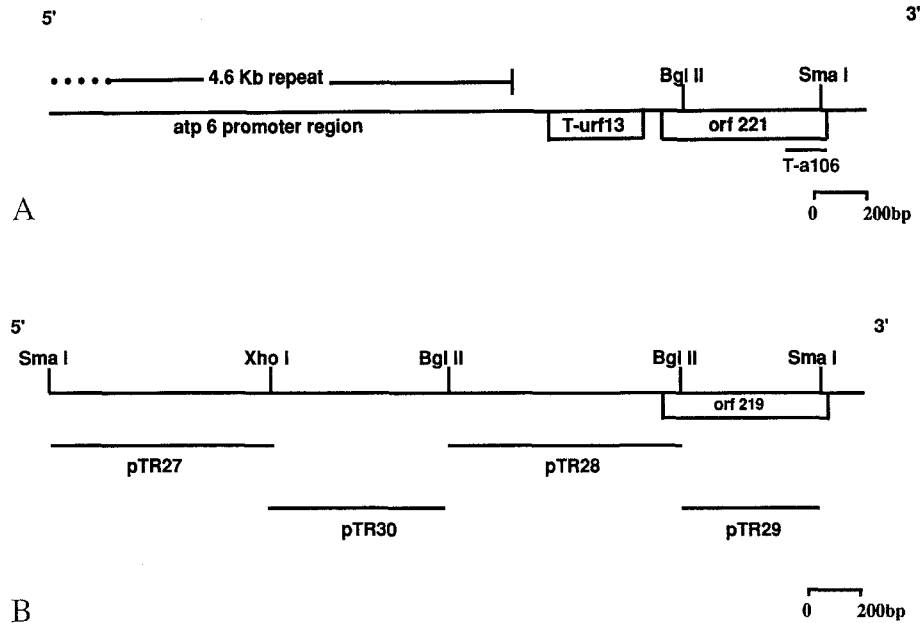 5' 3'
4.6 Kb repeat Bgl II Sma I
atp 6 promoter region T-urf13 orf 221
T-a106
A 0 200bp
5' 3'
Sma I Xho I Bgl II Bgl II Sma I
orf 219
pTR27 pTR28
pTR30 pTR29
B 0 200bp